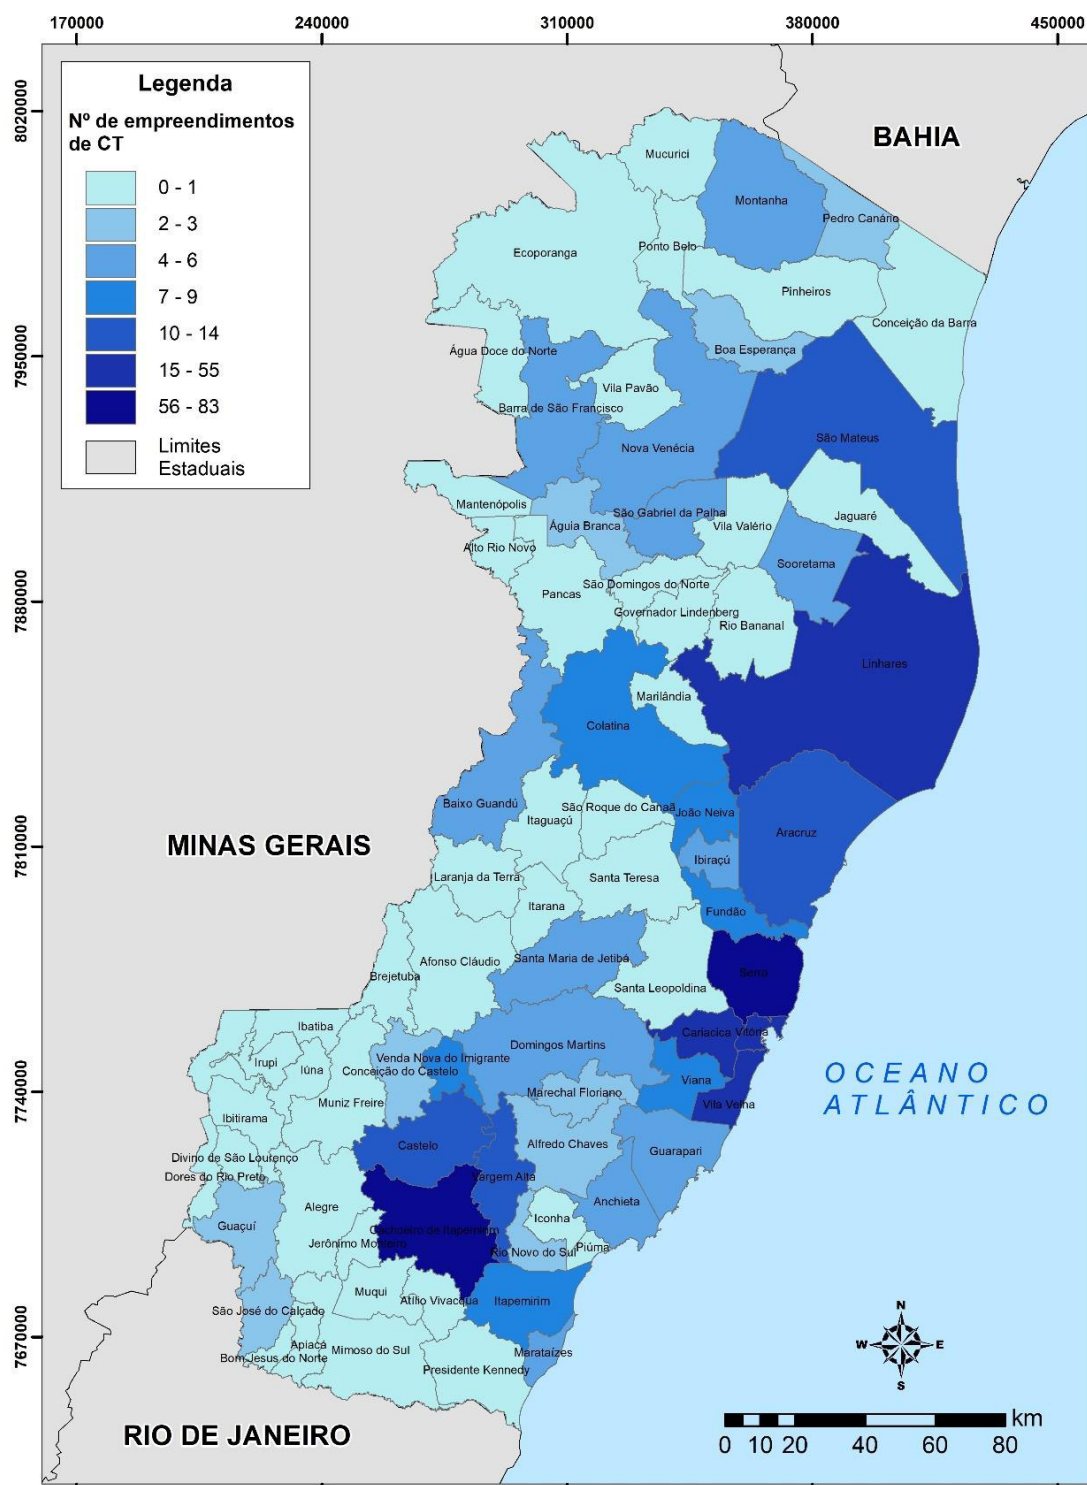 170000 240000 310000 380000 450000
8020000
7950000
7880000
7810000
7740000
7670000
Legenda
Nº de empreendimentos
de CT
0 - 1
2 - 3
4 - 6
7 - 9
10 - 14
15 - 55
56 - 83
Limites
Estaduais
BAHIA
Mucurici
Montanha
Pedro Canário
Ecoporanga
Ponto Belo
Pinheiros
Conceição da Barra
Água Doce do Norte
Boa Esperança
Vila Pavão
Barra de São Francisco
São Mateus
Nova Venécia
Mantenópolis
Águia Branca
São Gabriel da Palha
Vila Valério
Jaguaré
Alto Rio Novo
Sooretama
São Domingos do Norte
Pancas
Governador Lindenberg
Rio Bananal
Linhares
Marilândia
Colatina
Baixo Guandú
São Roque do Canaã
João Neiva
Itaguaçú
Aracruz
MINAS GERAIS
Ibiraçú
Laranja da Terra
Santa Teresa
Itarana
Fundão
Santa Maria de Jetibá
Afonso Cláudio
Serra
Brejetuba
Santa Leopoldina
Ibatiba
Cariacica
Vitória
Domingos Martins
Venda Nova do Imigrante
Irupi
Iúna
Conceição do Castelo
Viana
Marechal Floriano
Muniz Freire
Vila Velha
Ibitirama
Castelo
Alfredo Chaves
Guarapari
Divino de São Lourenço
Dores do Rio Preto
Vargem Alta
Alegre
Anchieta
Guaçuí
Iconha
Cachoeiro de Itapemirim
Jerônimo Monteiro
Rio Novo do Sul
Piúma
Muqui
Atílio Vivacqua
Itapemirim
São José do Calçado
Apiacá
Mimoso do Sul
Marataízes
Bom Jesus do Norte
Presidente Kennedy
RIO DE JANEIRO
OCEANO
ATLÂNTICO
N
W E
S
km
0 10 20 40 60 80